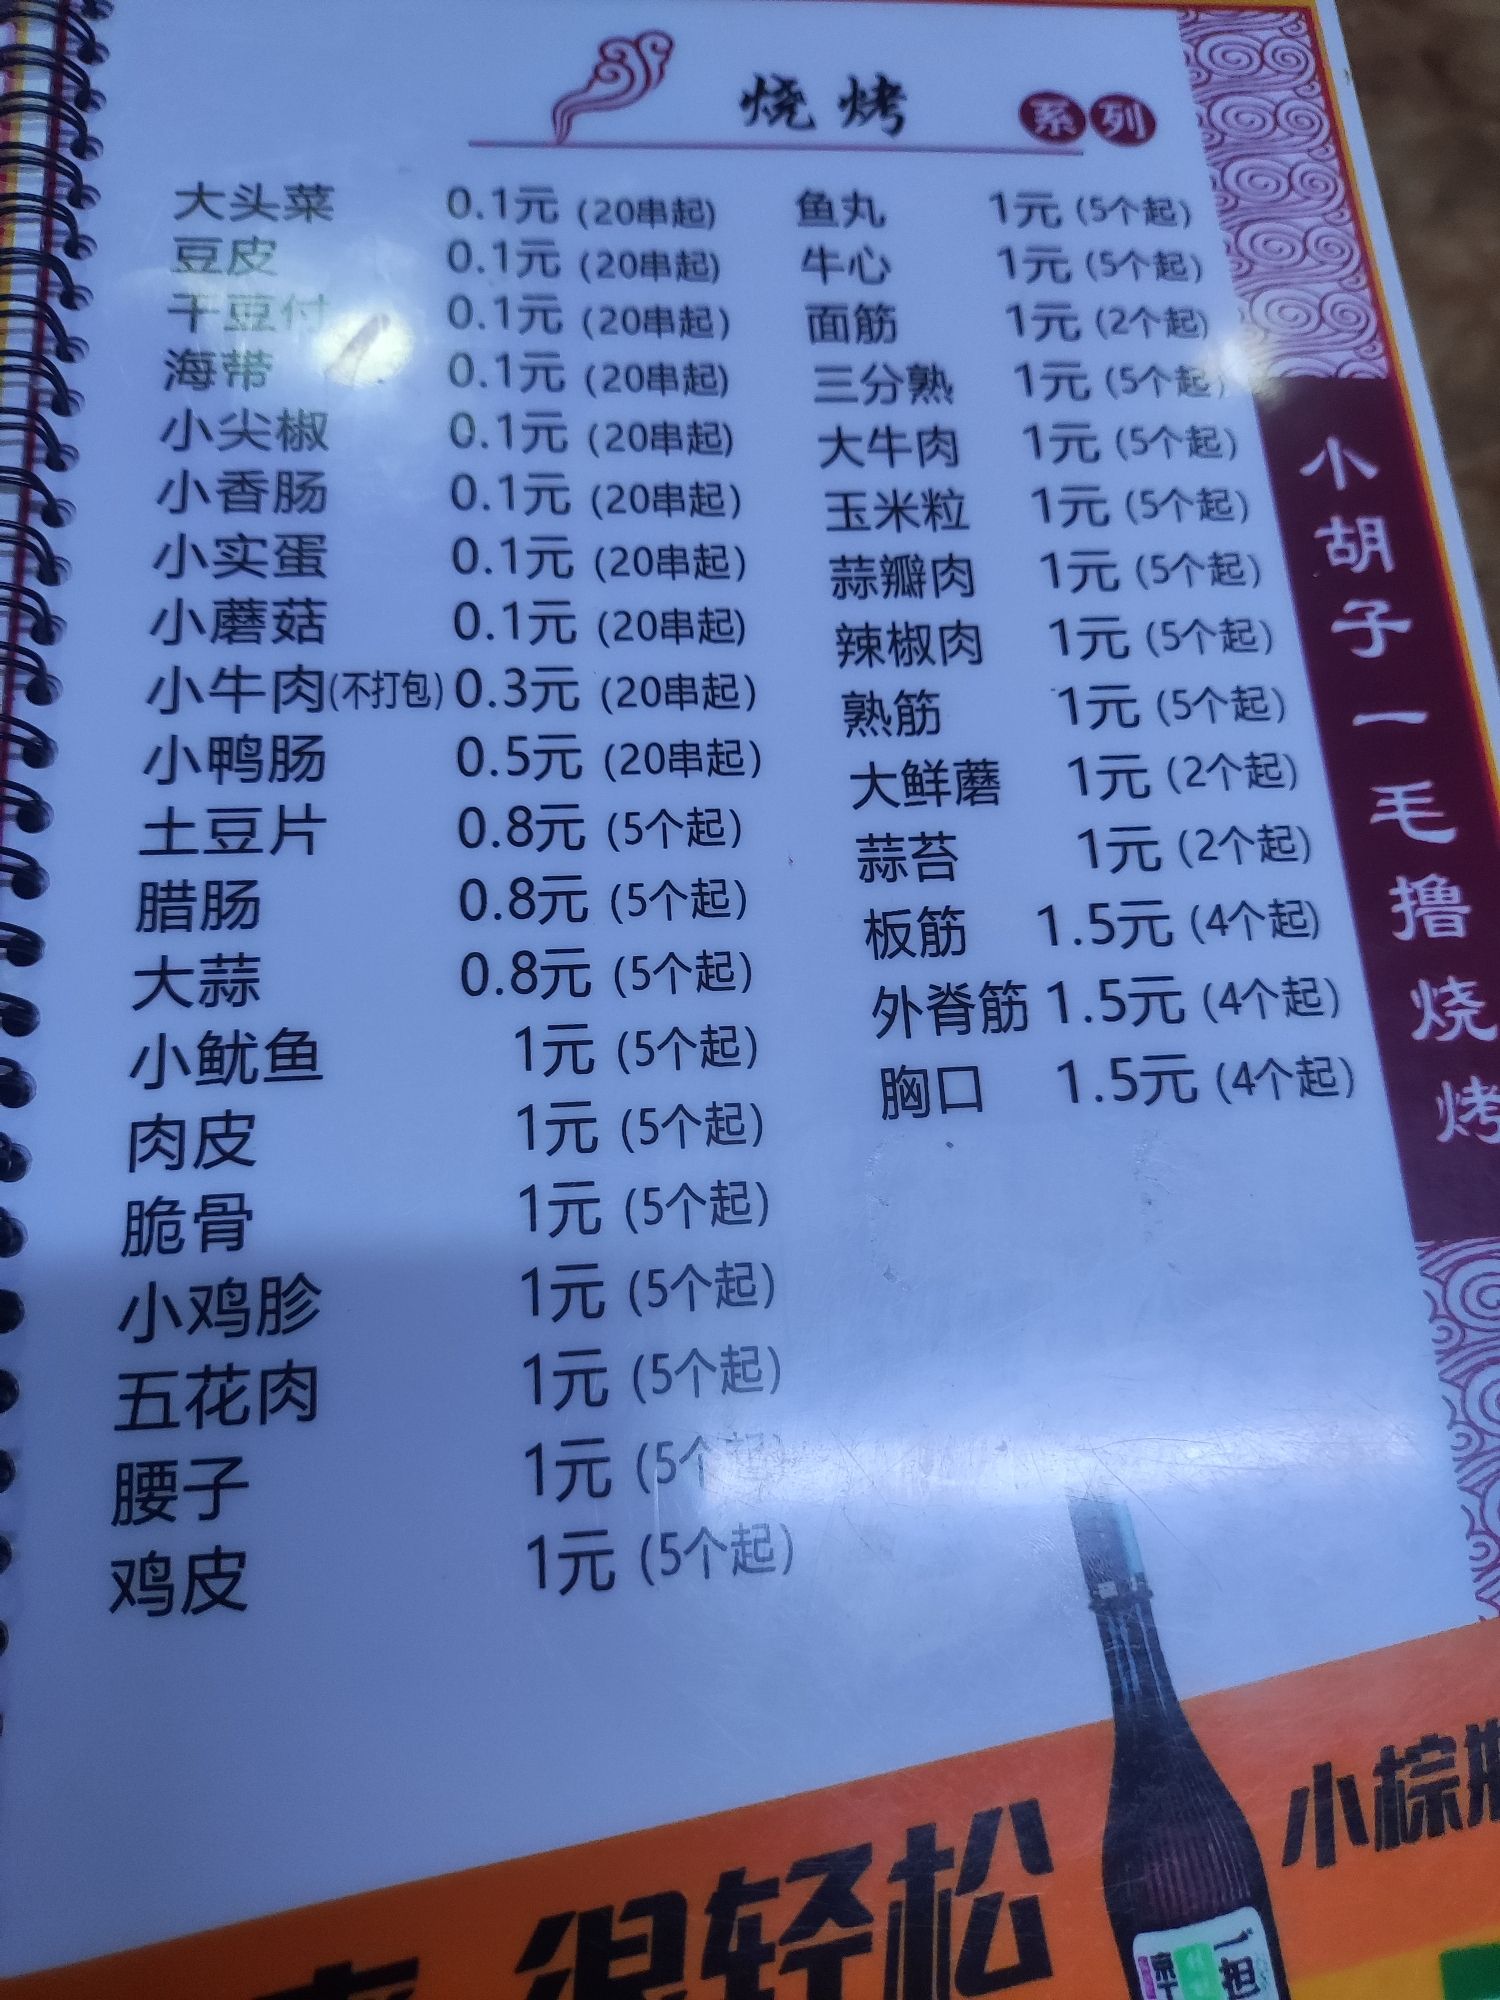 烧烤 系列
大头菜 0.1元 (20串起)
豆皮 0.1元 (20串起)
干豆付 0.1元 (20串起)
海带 0.1元 (20串起)
小尖椒 0.1元 (20串起)
小香肠 0.1元 (20串起)
小实蛋 0.1元 (20串起)
小蘑菇 0.1元 (20串起)
小牛肉(不打包) 0.3元 (20串起)
小鸭肠 0.5元 (20串起)
土豆片 0.8元 (5个起)
腊肠 0.8元 (5个起)
大蒜 0.8元 (5个起)
小鱿鱼 1元 (5个起)
肉皮 1元 (5个起)
脆骨 1元 (5个起)
小鸡胗 1元 (5个起)
五花肉 1元 (5个起)
腰子 1元 (5个起)
鸡皮 1元 (5个起)
鱼丸 1元 (5个起)
牛心 1元 (5个起)
面筋 1元 (2个起)
三分熟 1元 (5个起)
大牛肉 1元 (5个起)
玉米粒 1元 (5个起)
蒜瓣肉 1元 (5个起)
辣椒肉 1元 (5个起)
熟筋 1元 (5个起)
大鲜蘑 1元 (2个起)
蒜苔 1元 (2个起)
板筋 1.5元 (4个起)
外脊筋 1.5元 (4个起)
胸口 1.5元 (4个起)
小胡子一毛撸烧烤
很轻松
小棕瓶
一担